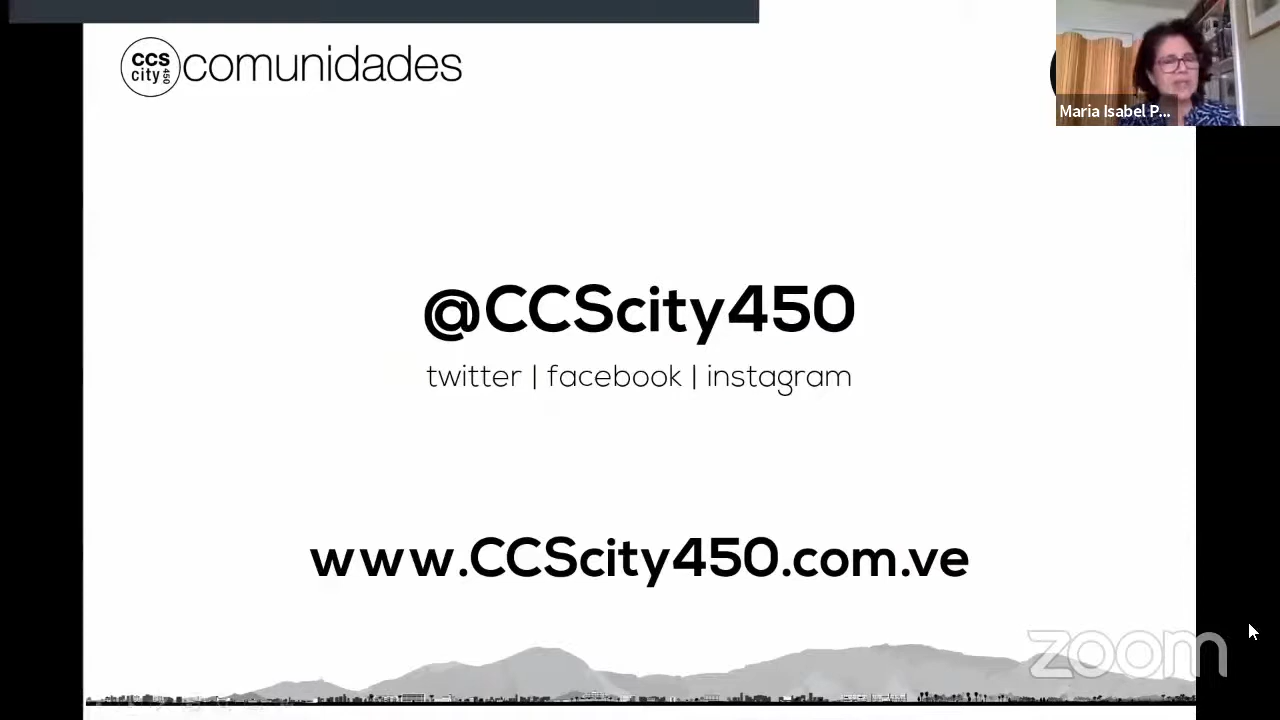 CCS
city 450
comunidades
Maria Isabel P...
@CCScity450
twitter | facebook | instagram
www.CCScity450.com.ve
zoom